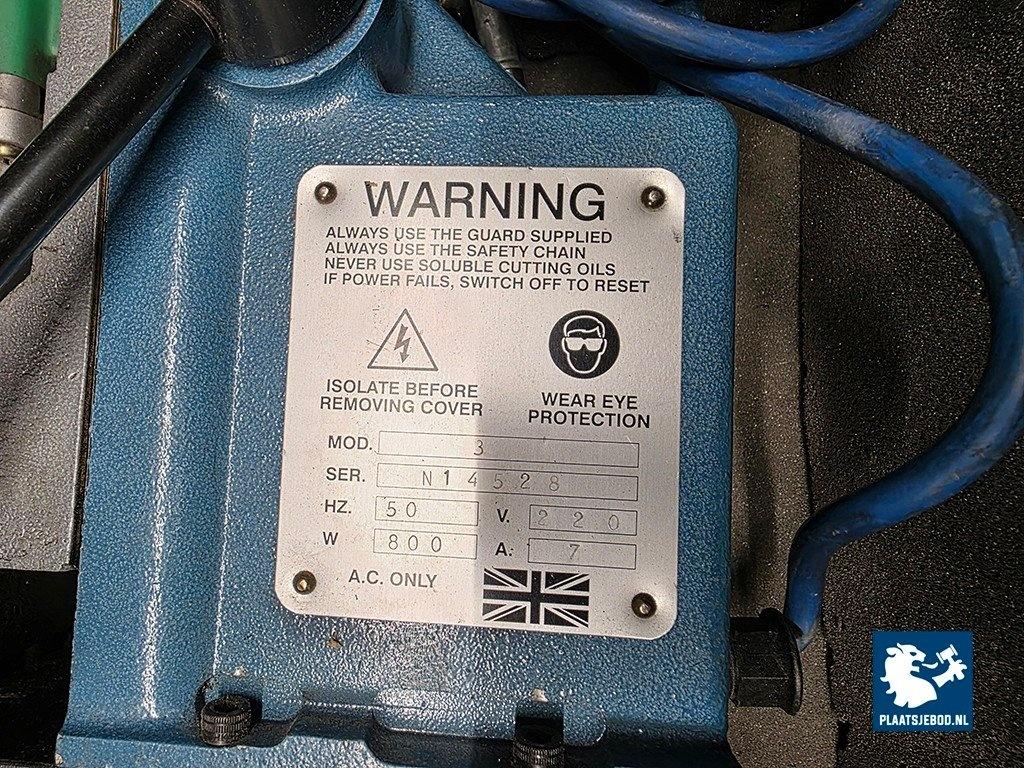 WARNING
ALWAYS USE THE GUARD SUPPLIED
ALWAYS USE THE SAFETY CHAIN
NEVER USE SOLUBLE CUTTING OILS
IF POWER FAILS, SWITCH OFF TO RESET
ISOLATE BEFORE
REMOVING COVER
WEAR EYE
PROTECTION
MOD. 3
SER. N14528
HZ. 50 V. 220
W 800 A. 7
A.C. ONLY
PLAATSJEBOD.NL